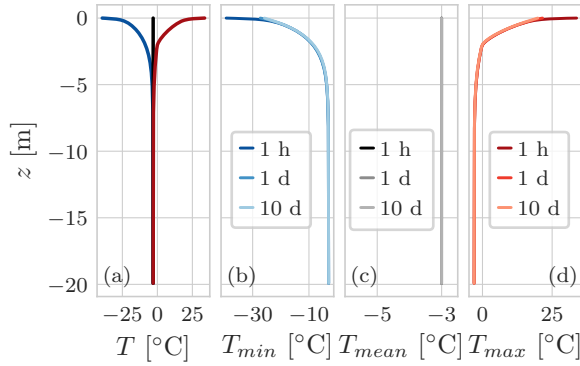 0
−5
−10
−15
−20
z [m]
(a)
−25 0 25
T [°C]
1 h
1 d
10 d
(b)
−30 −10
T_min [°C]
1 h
1 d
10 d
(c)
−5 −3
T_mean [°C]
1 h
1 d
10 d
(d)
0 25
T_max [°C]